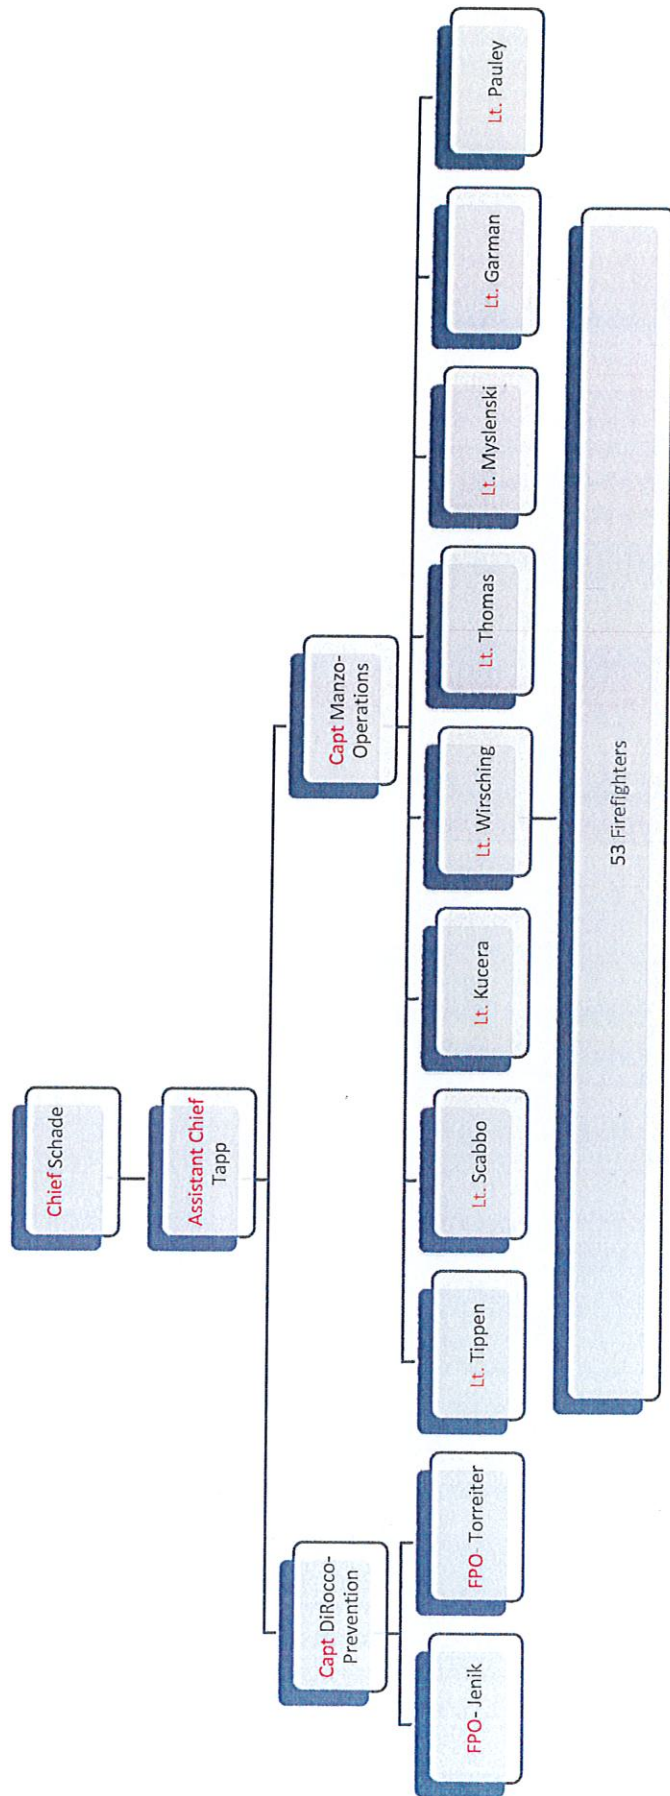 Chief Schade
Assistant Chief
Tapp
Capt DiRocco-
Prevention
Capt Manzo-
Operations
FPO- Jenik
FPO- Torreiter
Lt. Tippen
Lt. Scabbo
Lt. Kucera
Lt. Wirsching
Lt. Thomas
Lt. Myslenski
Lt. Garman
Lt. Pauley
53 Firefighters